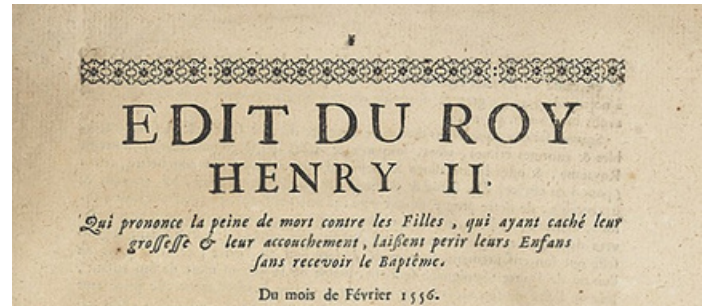 EDIT DU ROY
HENRY II.
Qui prononce la peine de mort contre les Filles, qui ayant caché leur
groſſeſſe & leur accouchement, laiſſent perir leurs Enfans
ſans recevoir le Baptême.
Du mois de Février 1556.